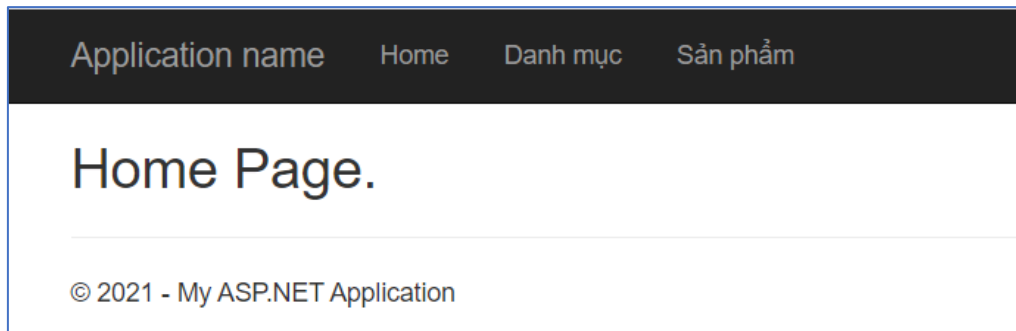 Application name Home Danh mục Sản phẩm
Home Page.
© 2021 - My ASP.NET Application